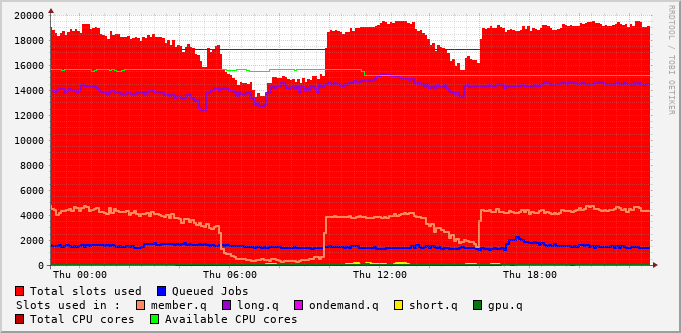 20000
18000
16000
14000
12000
10000
8000
6000
4000
2000
0
Thu 00:00 Thu 06:00 Thu 12:00 Thu 18:00
Total slots used Queued Jobs
Slots used in : member.q long.q ondemand.q short.q gpu.q
Total CPU cores Available CPU cores
RRDTOOL / TOBI OETIKER